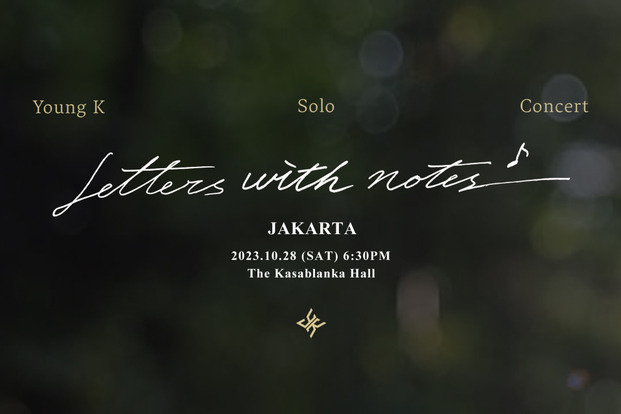 Young K Solo Concert
Letters with notes
JAKARTA
2023.10.28 (SAT) 6:30PM
The Kasablanka Hall